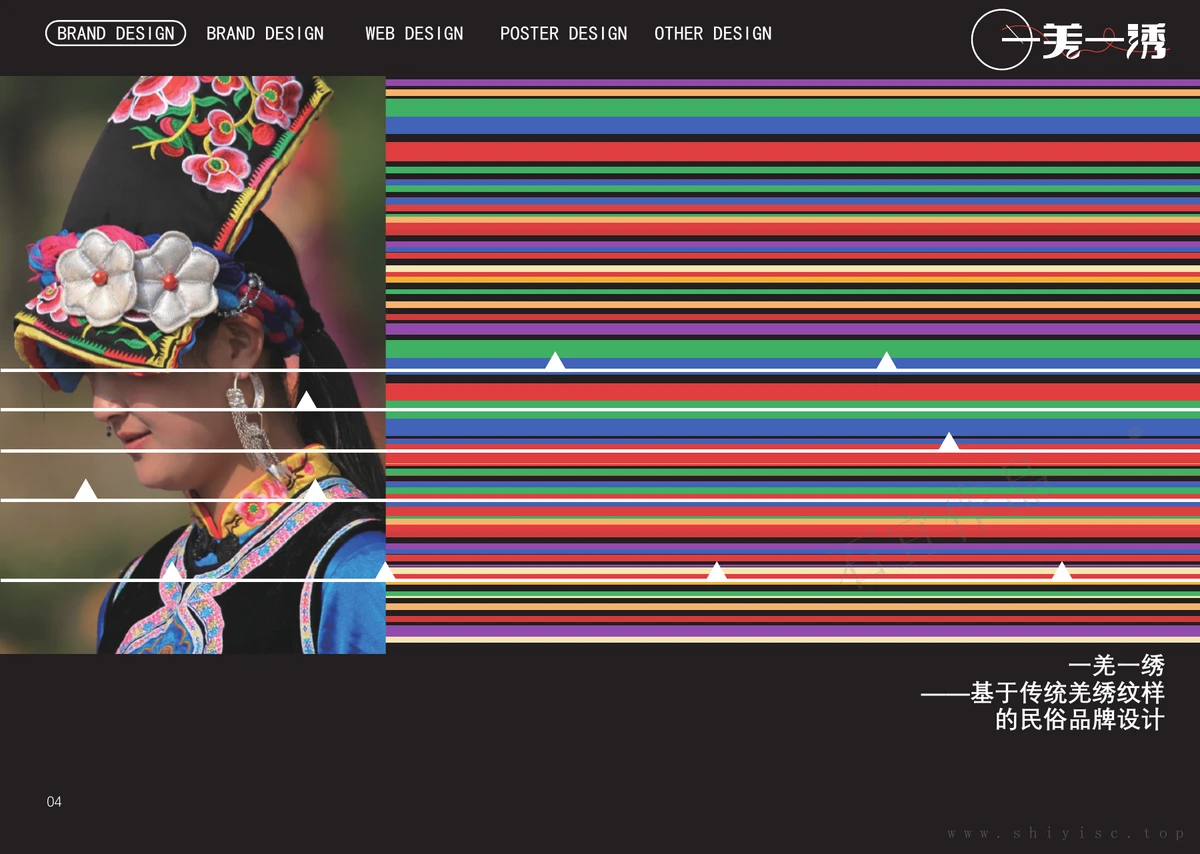 BRAND DESIGN BRAND DESIGN WEB DESIGN POSTER DESIGN OTHER DESIGN
一羌一绣
一羌一绣
——基于传统羌绣纹样
的民俗品牌设计
04
www.shiyisc.top